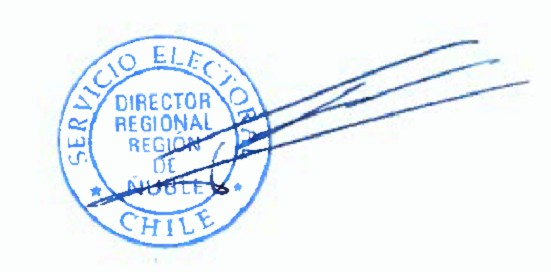 SERVICIO ELECTORAL
DIRECTOR
REGIONAL
REGIÓN
DE
ÑUBLE
CHILE